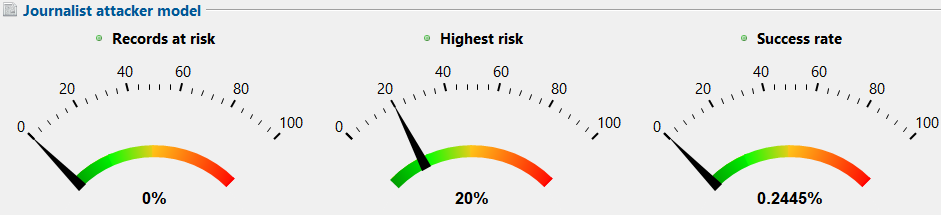 Journalist attacker model
Records at risk
0 20 40 60 80 100
0%
Highest risk
0 20 40 60 80 100
20%
Success rate
0 20 40 60 80 100
0.2445%